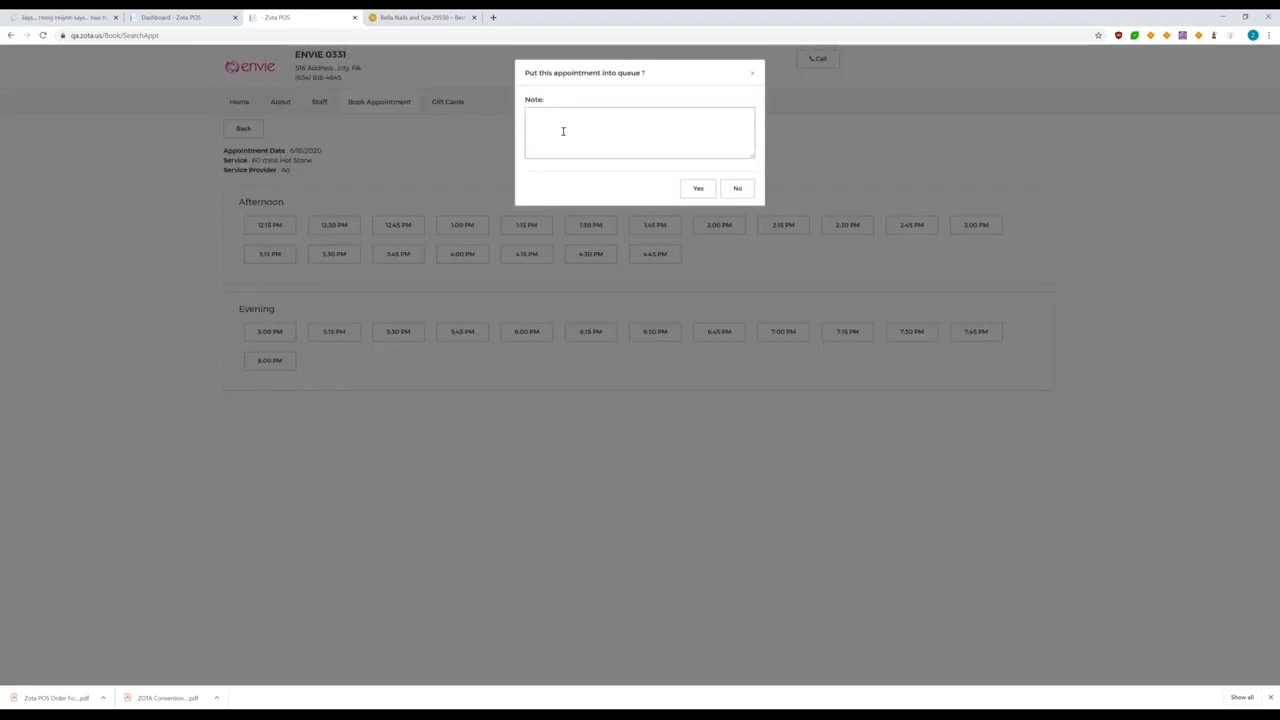 Dashboard - Zota POS
- Zota POS
Bella Nails and Spa 29550 – Bes
qa.zota.us/Book/SearchAppt
envie
ENVIE 0331
516 Address , city, PA
(654) 618-4645
Call
Home About Staff Book Appointment Gift Cards
Back
Appointment Date : 6/18/2020
Service : 60 mins Hot Stone
Service Provider : Ad
Put this appointment into queue ?
×
Note:
Yes No
Afternoon
12:15 PM 12:30 PM 12:45 PM 1:00 PM 1:15 PM 1:30 PM 1:45 PM 2:00 PM 2:15 PM 2:30 PM 2:45 PM 3:00 PM
3:15 PM 3:30 PM 3:45 PM 4:00 PM 4:15 PM 4:30 PM 4:45 PM
Evening
5:00 PM 5:15 PM 5:30 PM 5:45 PM 6:00 PM 6:15 PM 6:30 PM 6:45 PM 7:00 PM 7:15 PM 7:30 PM 7:45 PM
8:00 PM
Zota POS Order Fo....pdf
ZOTA Conversion....pdf
Show all